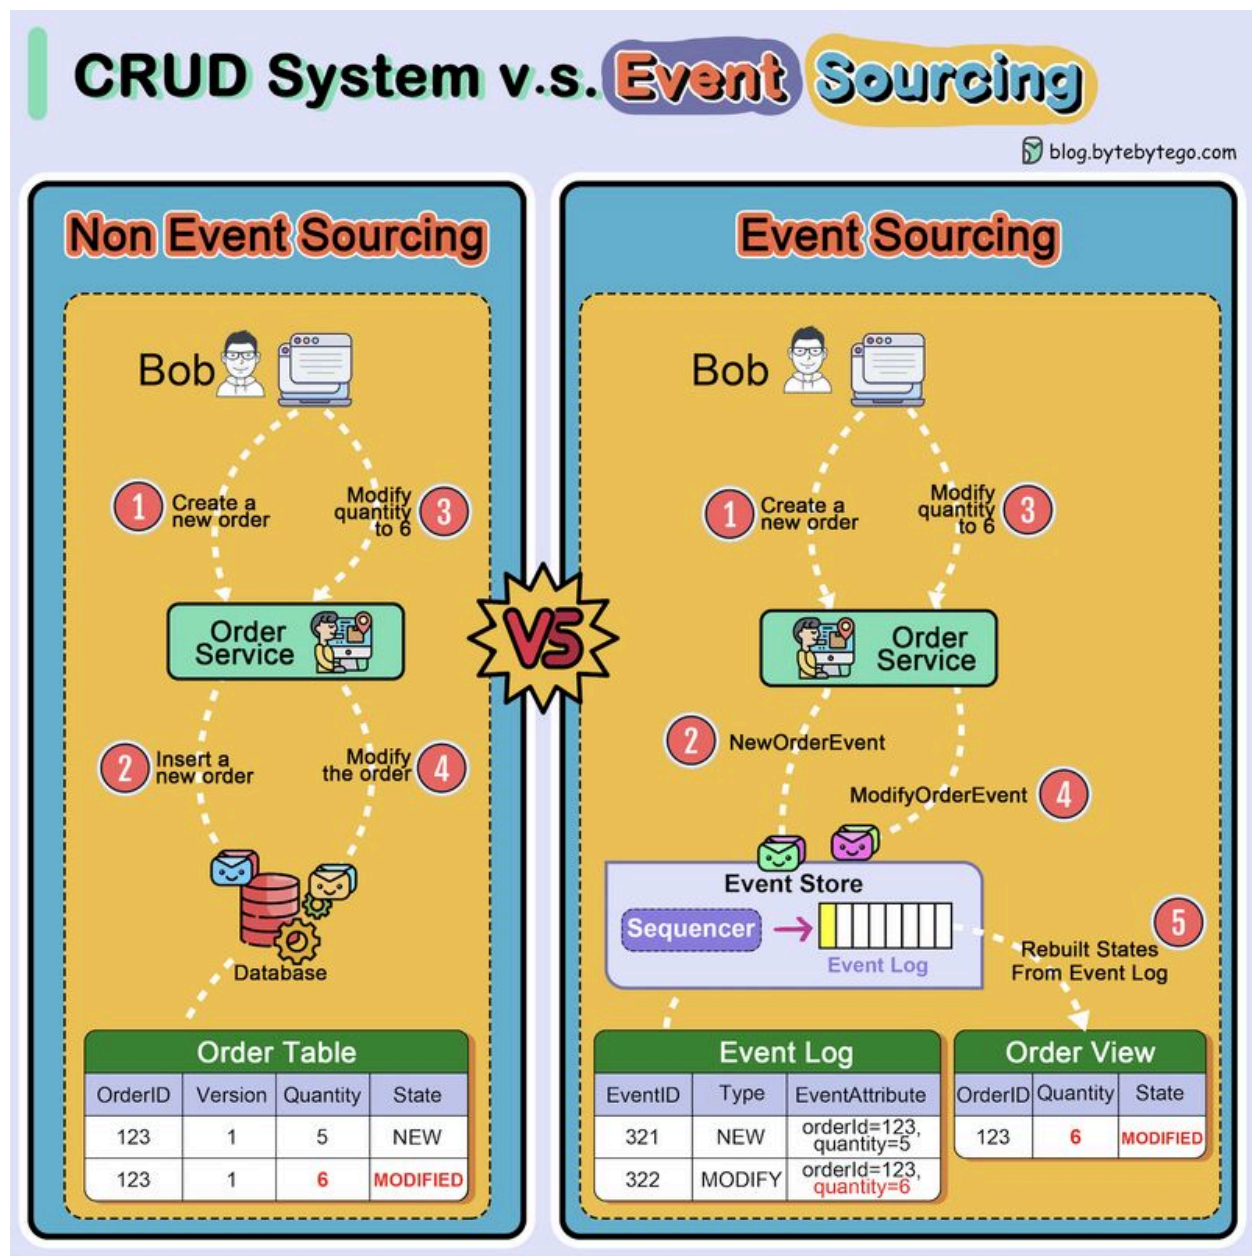 CRUD System v.s. Event Sourcing
blog.bytebytego.com
Non Event Sourcing
Bob
1
Create a
new order
Modify
quantity
to 6
3
Order
Service
2
Insert a
new order
Modify
the order
4
Database
Order Table
OrderID Version Quantity State
123 1 5 NEW
123 1 6 MODIFIED
VS
Event Sourcing
Bob
1
Create a
new order
Modify
quantity
to 6
3
Order
Service
2
NewOrderEvent
ModifyOrderEvent
4
Event Store
Sequencer
Event Log
5
Rebuilt States
From Event Log
Event Log
EventID Type EventAttribute
321 NEW orderId=123,
quantity=5
322 MODIFY orderId=123,
quantity=6
Order View
OrderID Quantity State
123 6 MODIFIED